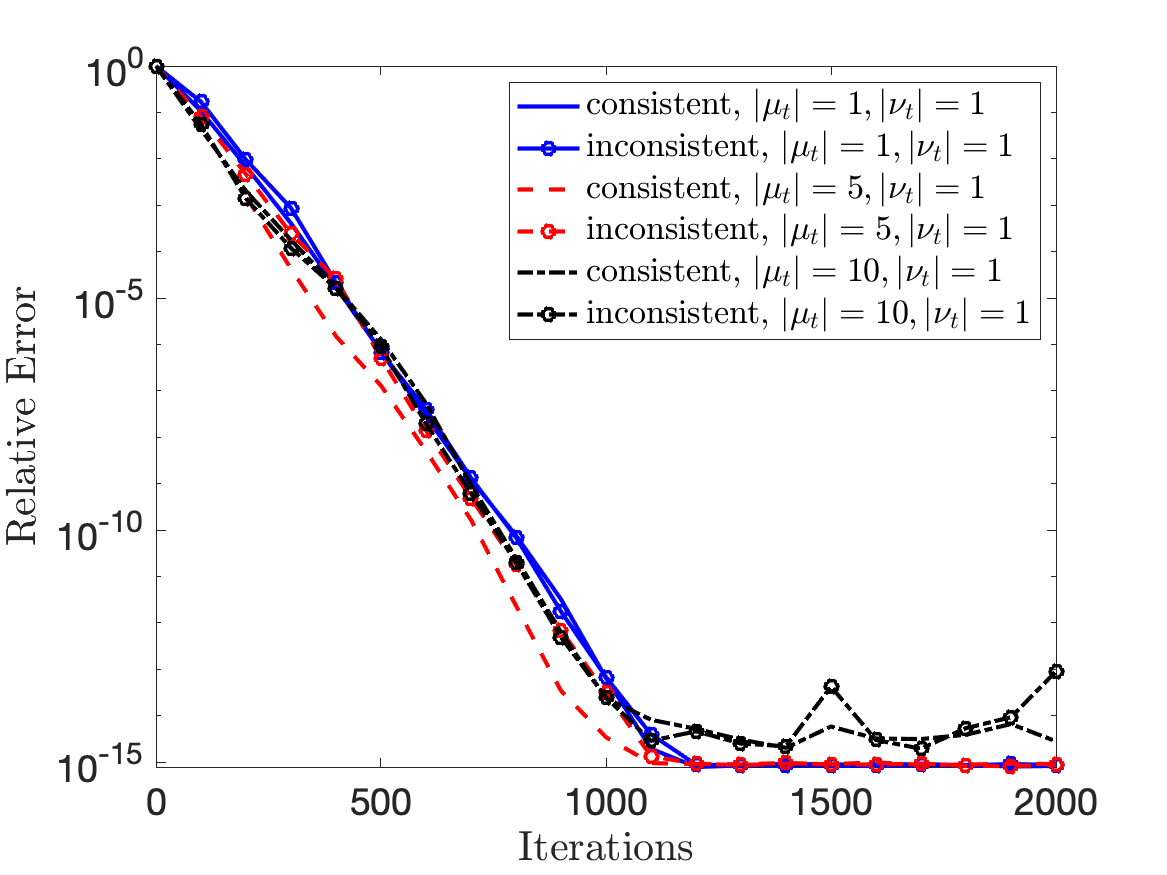 10^0
10^-5
10^-10
10^-15
Relative Error
consistent, |μ_t| = 1, |ν_t| = 1
inconsistent, |μ_t| = 1, |ν_t| = 1
consistent, |μ_t| = 5, |ν_t| = 1
inconsistent, |μ_t| = 5, |ν_t| = 1
consistent, |μ_t| = 10, |ν_t| = 1
inconsistent, |μ_t| = 10, |ν_t| = 1
0 500 1000 1500 2000
Iterations